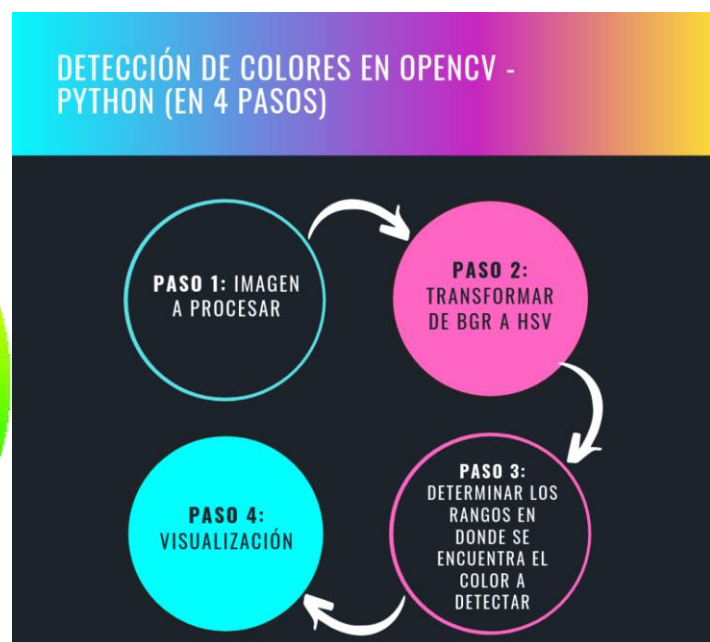 DETECCIÓN DE COLORES EN OPENCV -
PYTHON (EN 4 PASOS)
PASO 1: IMAGEN
A PROCESAR
PASO 2:
TRANSFORMAR
DE BGR A HSV
PASO 3:
DETERMINAR LOS
RANGOS EN
DONDE SE
ENCUENTRA EL
COLOR A
DETECTAR
PASO 4:
VISUALIZACIÓN